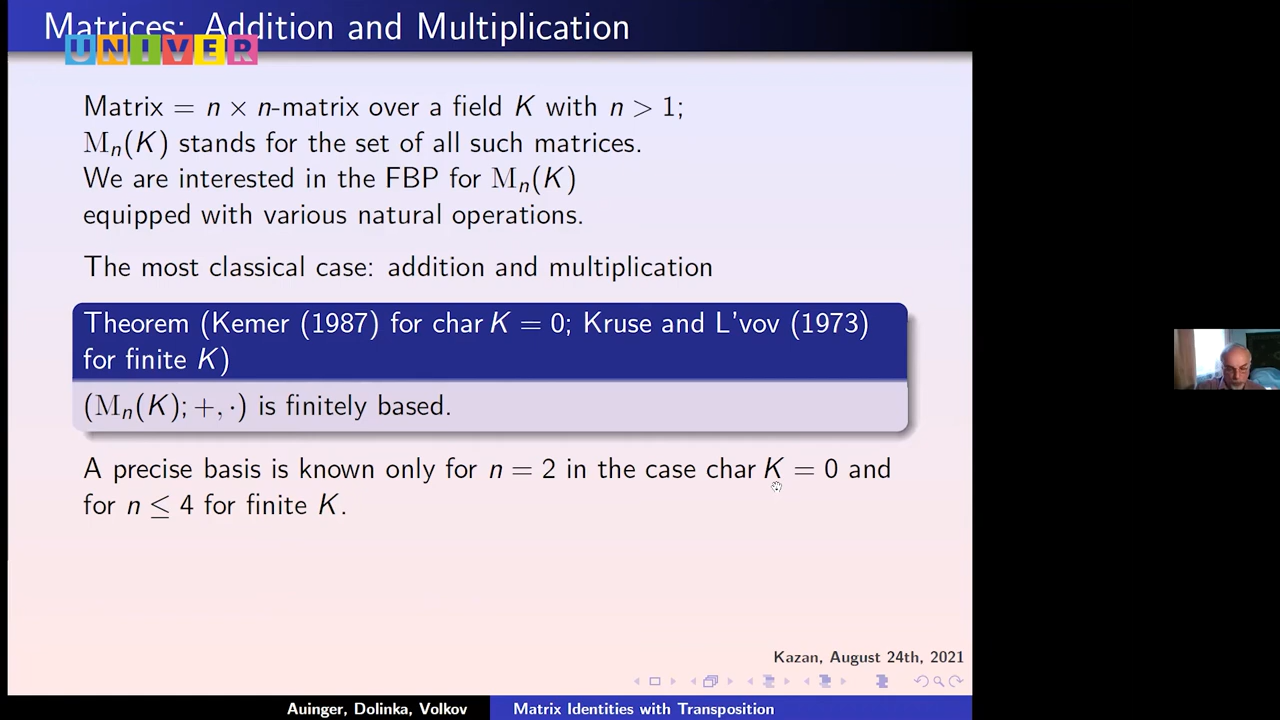 Matrices: Addition and Multiplication
UNIVER
Matrix = n × n-matrix over a field K with n > 1;
Mₙ(K) stands for the set of all such matrices.
We are interested in the FBP for Mₙ(K)
equipped with various natural operations.
The most classical case: addition and multiplication
Theorem (Kemer (1987) for char K = 0; Kruse and L'vov (1973)
for finite K)
(Mₙ(K); +, ·) is finitely based.
A precise basis is known only for n = 2 in the case char K = 0 and
for n ≤ 4 for finite K.
Kazan, August 24th, 2021
Auinger, Dolinka, Volkov
Matrix Identities with Transposition